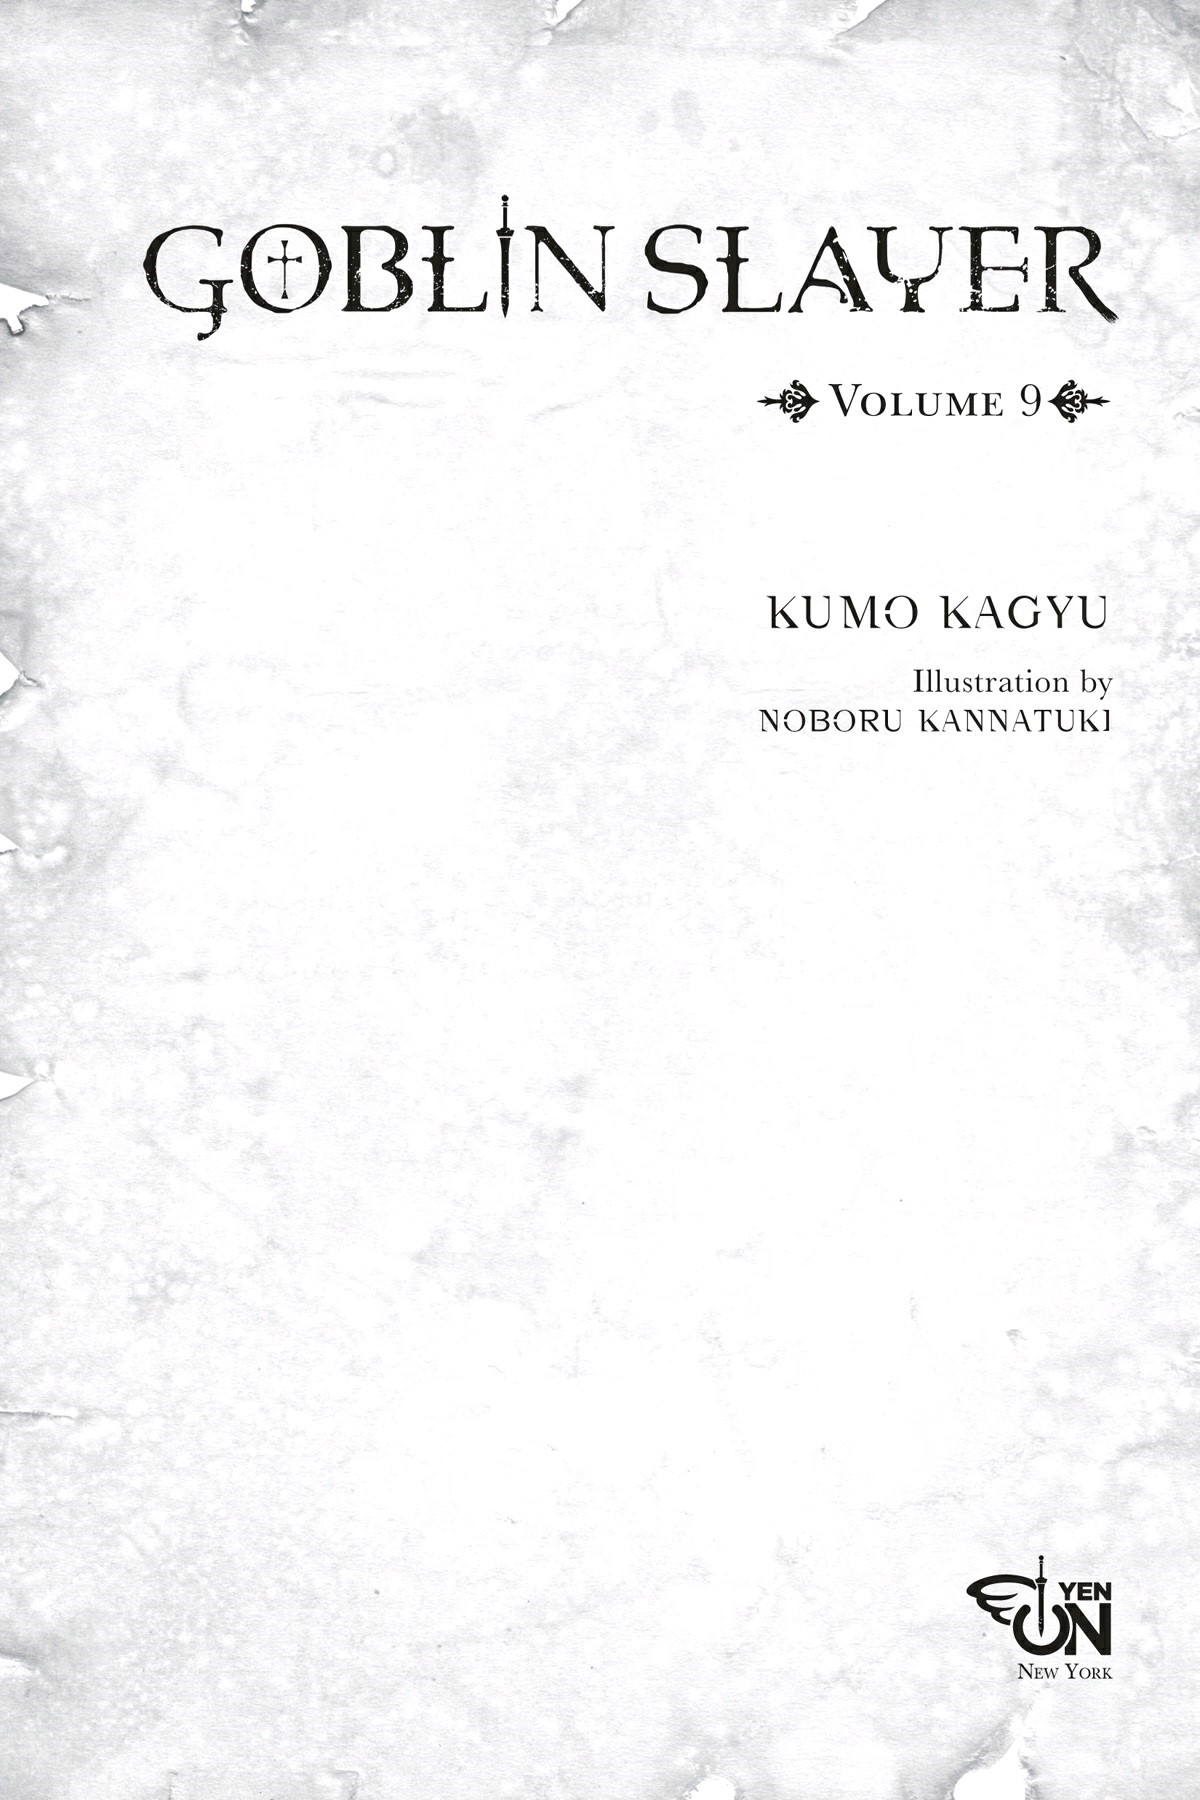 GOBLIN SLAYER
VOLUME 9
KUMO KAGYU
Illustration by
NOBORU KANNATUKI
YEN
ON
NEW YORK